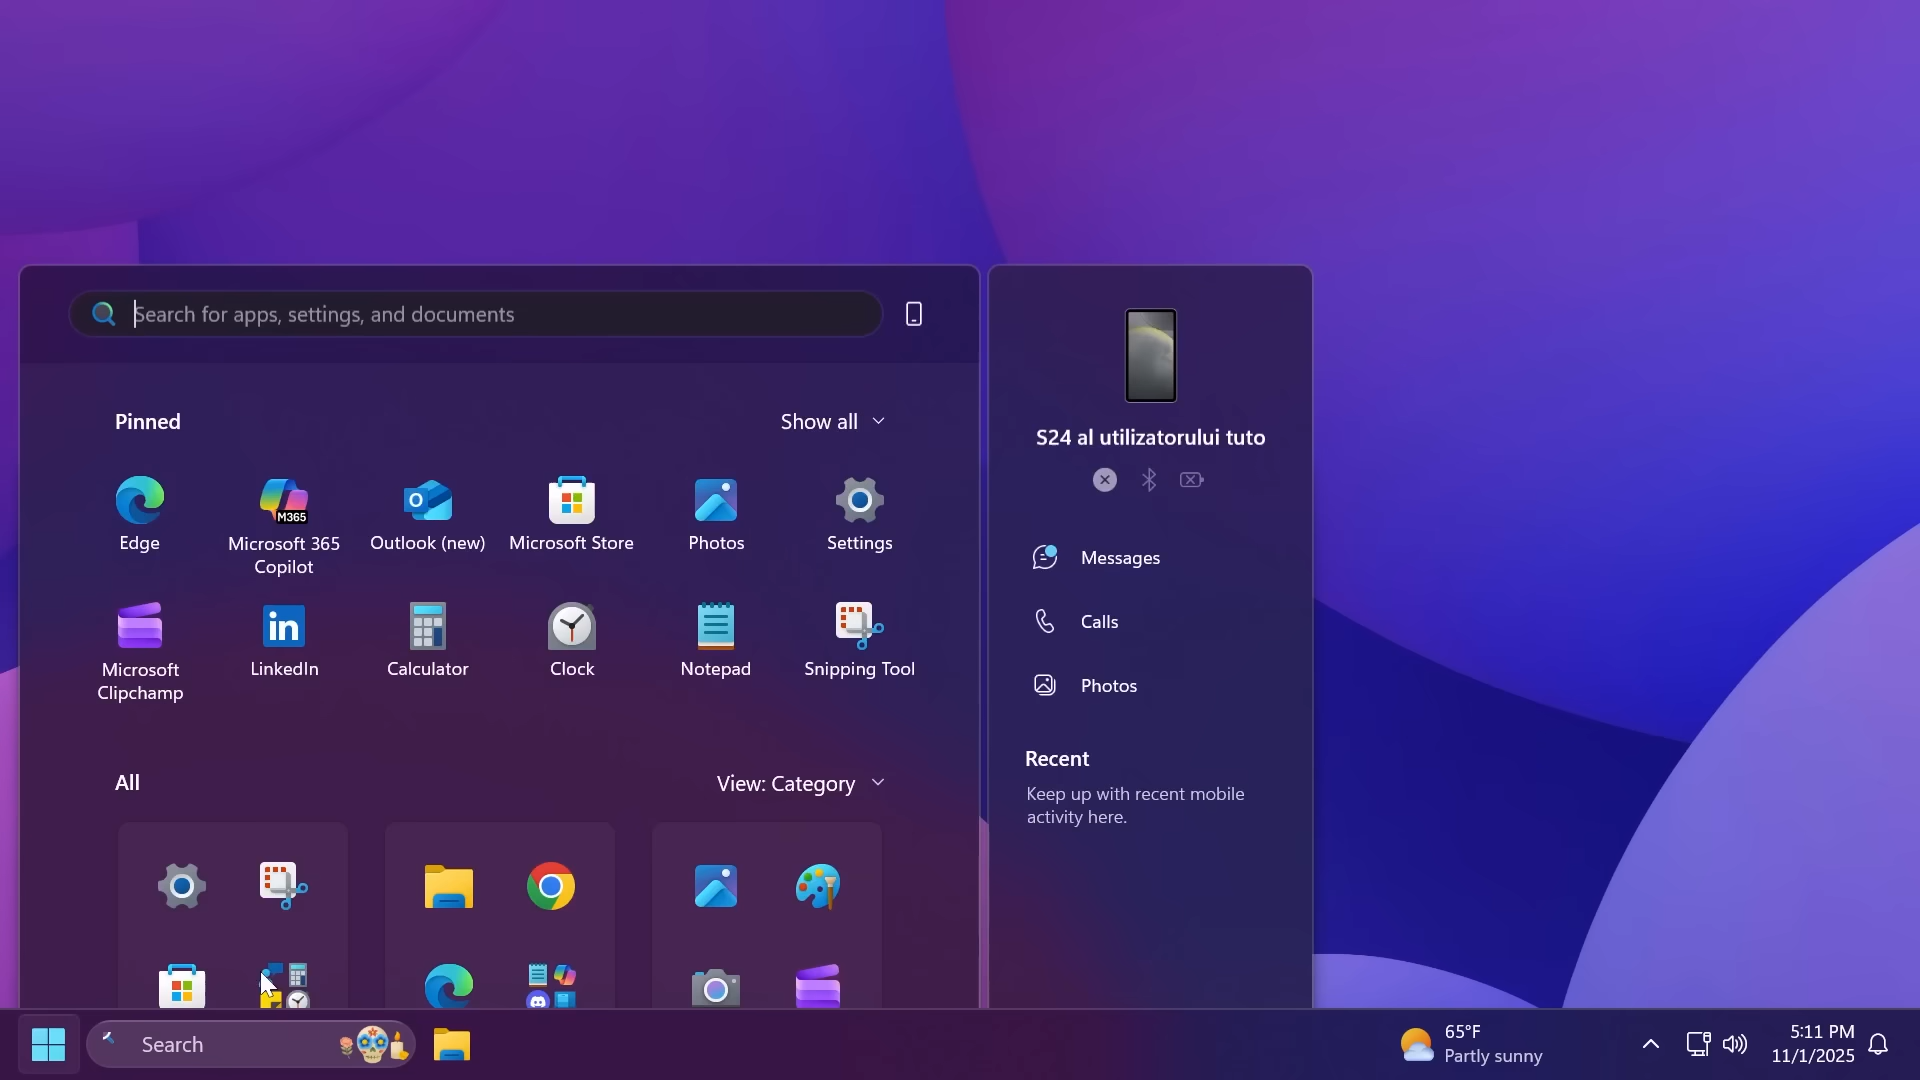 Search for apps, settings, and documents
Pinned
Show all
Edge
Microsoft 365
Copilot
M365
Outlook (new)
Microsoft Store
Photos
Settings
Microsoft
Clipchamp
LinkedIn
in
Calculator
Clock
Notepad
Snipping Tool
All
View: Category
S24 al utilizatorului tuto
Messages
Calls
Photos
Recent
Keep up with recent mobile
activity here.
Search
65°F
Partly sunny
5:11 PM
11/1/2025